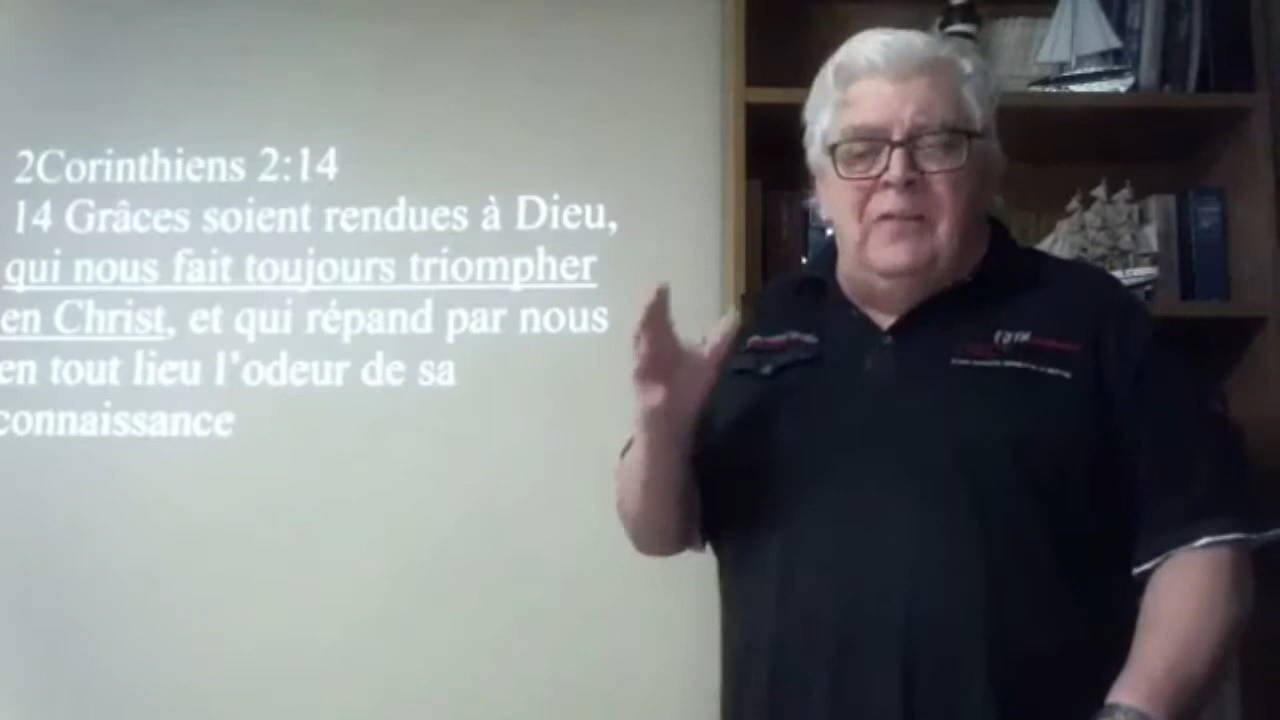 2Corinthiens 2:14
14 Grâces soient rendues à Dieu,
qui nous fait toujours triompher
en Christ, et qui répand par nous
en tout lieu l’odeur de sa
connaissance